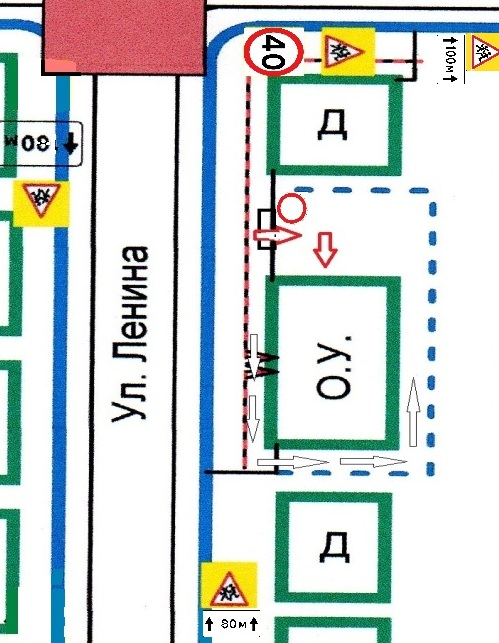 40
↑100м↑
Д
80м
Ул. Ленина
О.У.
Д
↑ 80м↑